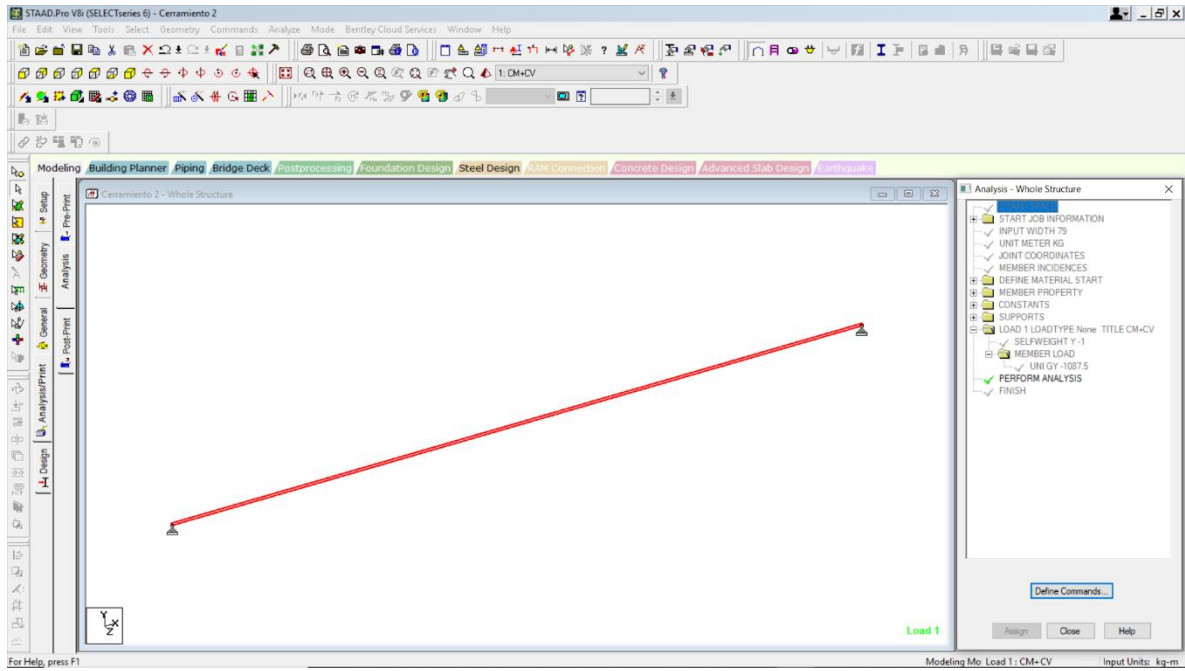 STAAD.Pro V8i (SELECTseries 6) - Cerramiento 2
File Edit View Tools Select Geometry Commands Analyze Mode Bentley Cloud Services Window Help
1: CM+CV
Modeling Building Planner Piping Bridge Deck Postprocessing Foundation Design Steel Design RAM Connection Concrete Design Advanced Slab Design Earthquake
Setup
Geometry
General
Analysis/Print
Design
Pre-Print
Analysis
Post-Print
Cerramiento 2 - Whole Structure
Y
X
Z
Load 1
Analysis - Whole Structure
START JOB INFORMATION
INPUT WIDTH 79
UNIT METER KG
JOINT COORDINATES
MEMBER INCIDENCES
DEFINE MATERIAL START
MEMBER PROPERTY
CONSTANTS
SUPPORTS
LOAD 1 LOADTYPE None TITLE CM+CV
SELFWEIGHT Y -1
MEMBER LOAD
UNI GY -1087.5
PERFORM ANALYSIS
FINISH
Define Commands...
Assign Close Help
For Help, press F1
Modeling Mo Load 1 : CM+CV Input Units: kg-m